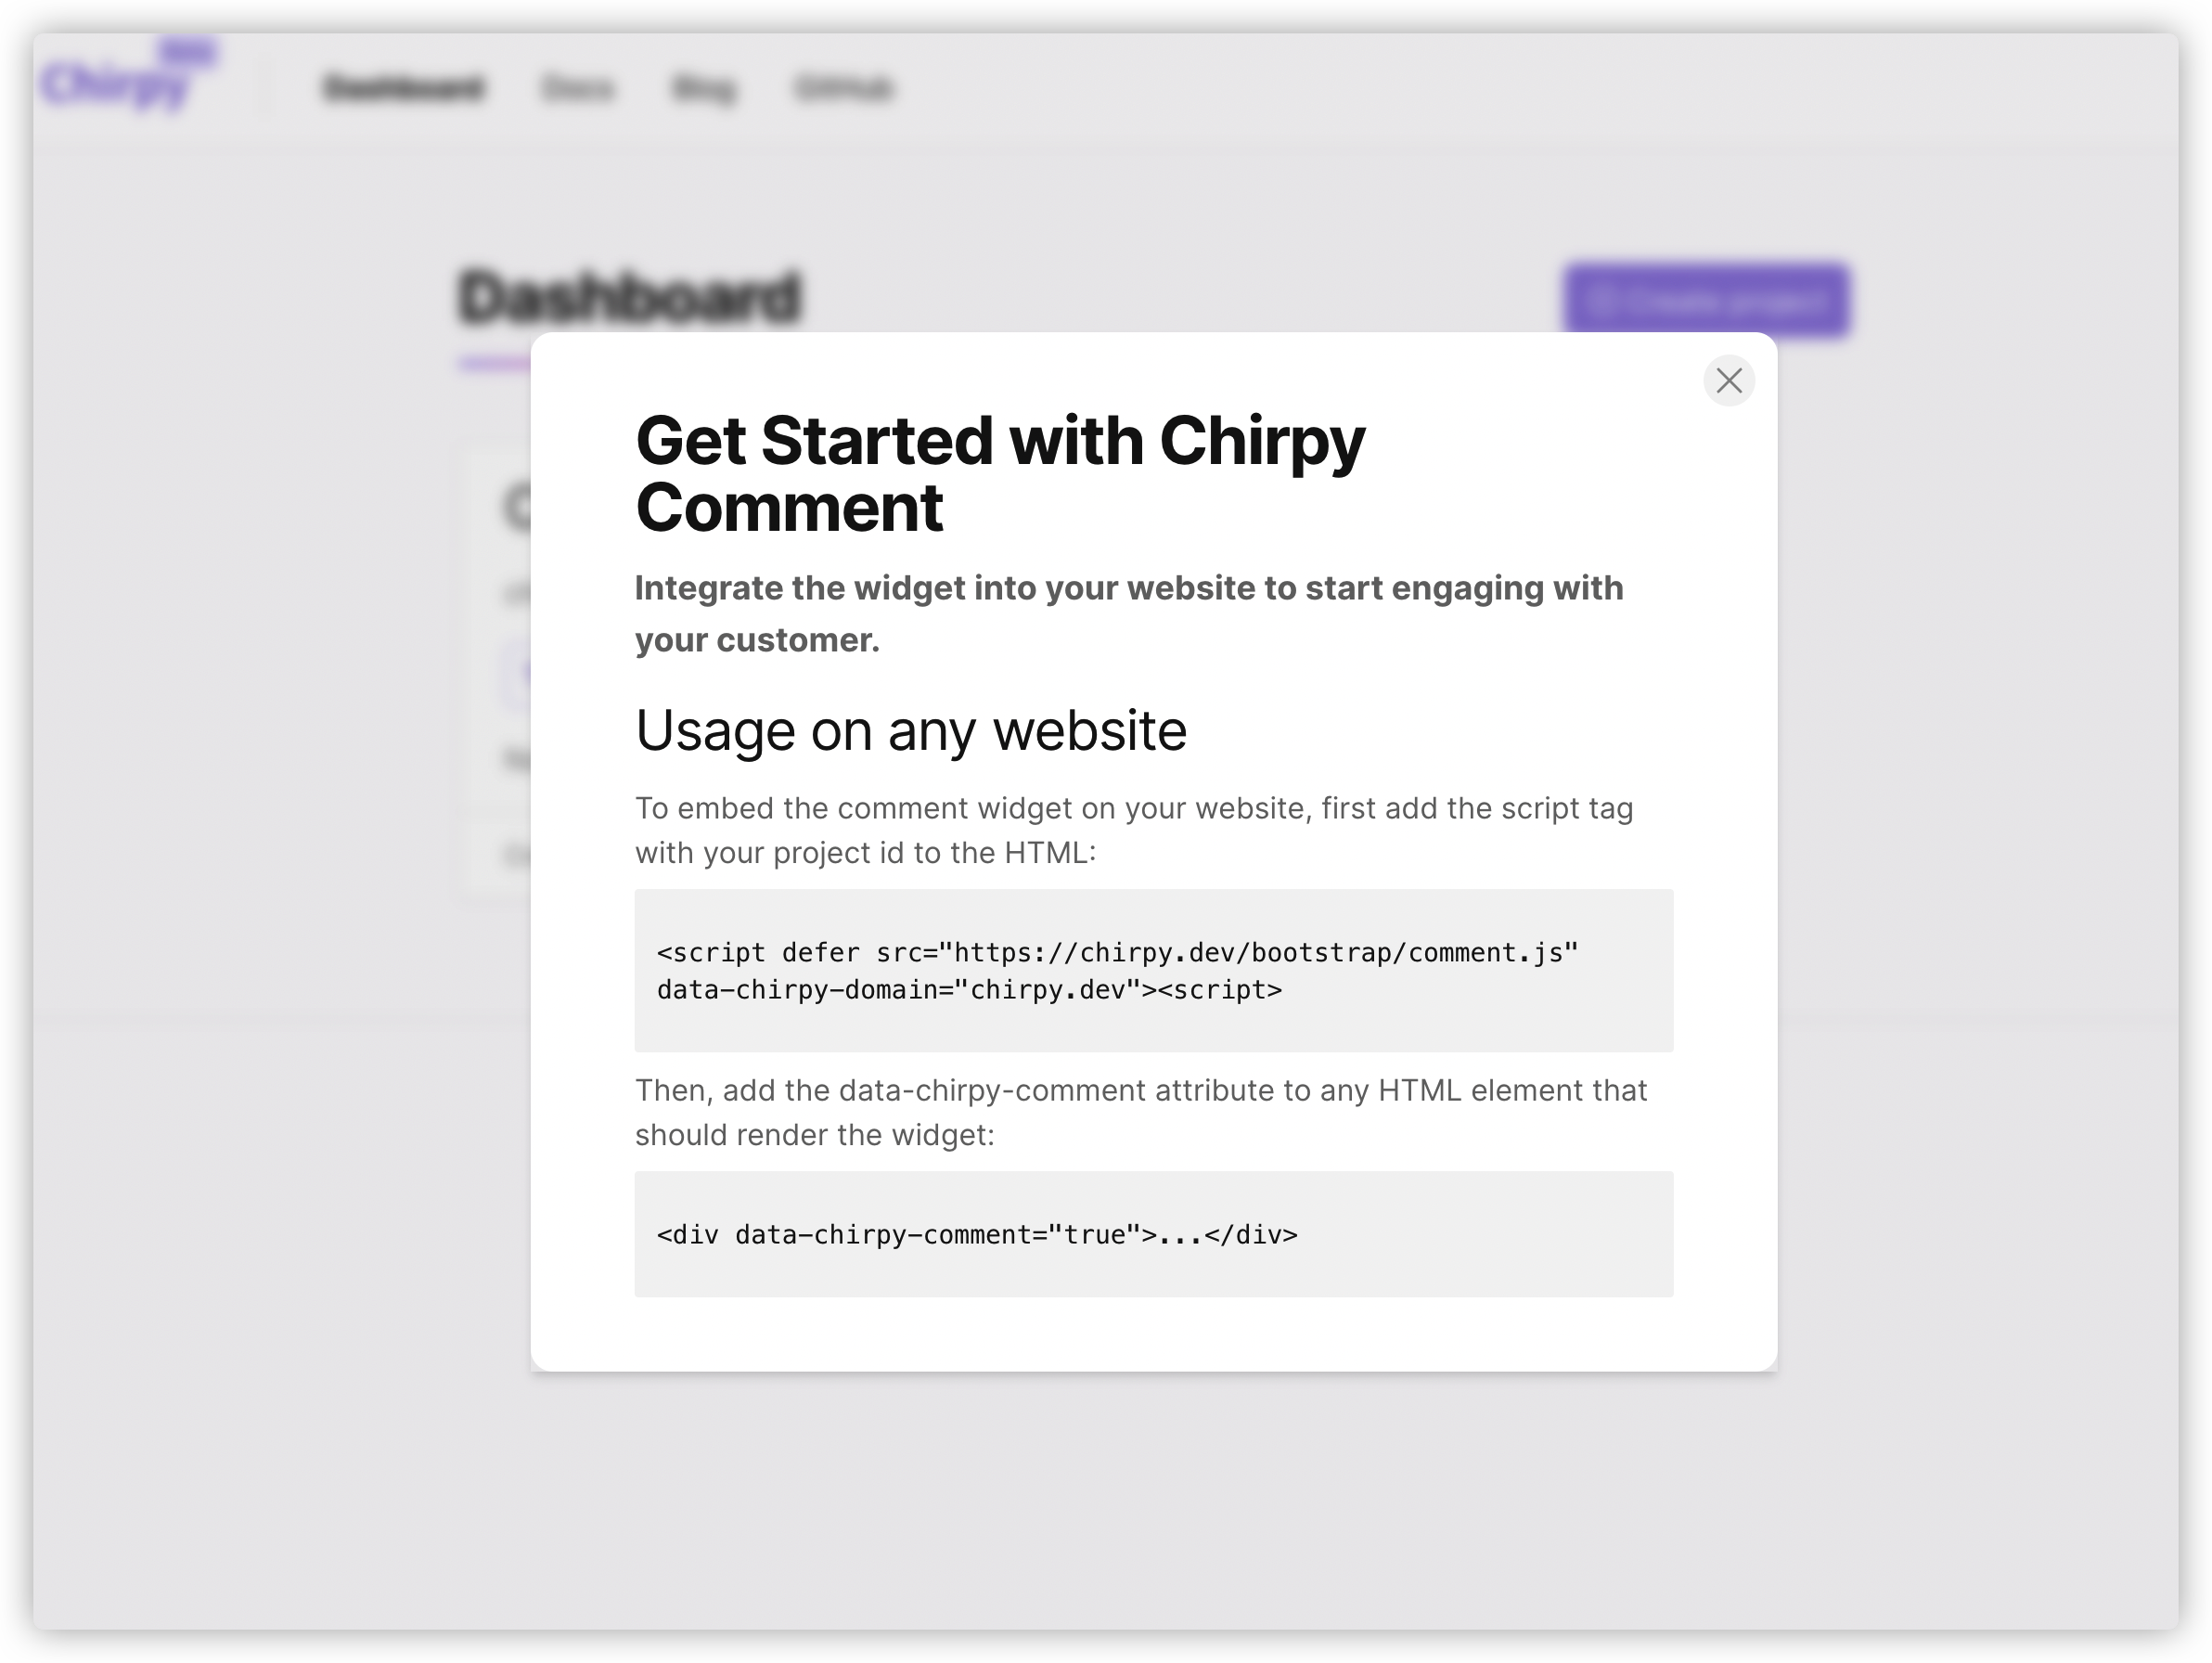 Chirpy
Dashboard
Docs
Blog
GitHub
Dashboard
Create project
Get Started with Chirpy
Comment
Integrate the widget into your website to start engaging with
your customer.
Usage on any website
To embed the comment widget on your website, first add the script tag
with your project id to the HTML:
<script defer src="https://chirpy.dev/bootstrap/comment.js"
data-chirpy-domain="chirpy.dev"><script>
Then, add the data-chirpy-comment attribute to any HTML element that
should render the widget:
<div data-chirpy-comment="true">...</div>